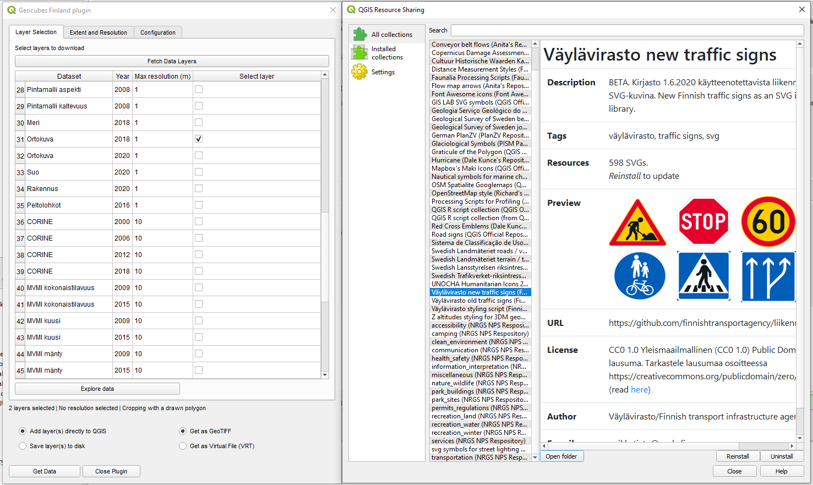 Geocubes Finland plugin
Layer Selection Extent and Resolution Configuration
Select layers to download
Fetch Data Layers
Dataset Year Max resolution (m) Select layer
28 Pintamalli aspekti 2008 1
29 Pintamalli kaltevuus 2008 1
30 Meri 2018 1
31 Ortokuva 2018 1
32 Ortokuva 2020 1
33 Suo 2020 1
34 Rakennus 2020 1
35 Peltolohkot 2016 1
36 CORINE 2000 10
37 CORINE 2006 10
38 CORINE 2012 10
39 CORINE 2018 10
40 MVMI kokonaistilavuus 2009 10
41 MVMI kokonaistilavuus 2015 10
42 MVMI kuusi 2009 10
43 MVMI kuusi 2015 10
44 MVMI mänty 2009 10
45 MVMI mänty 2015 10
Explore data
2 layers selected | No resolution selected | Cropping with a drawn polygon
Add layer(s) directly to QGIS
Get as GeoTIFF
Save layer(s) to disk
Get as Virtual File (VRT)
Get Data Close Plugin
QGIS Resource Sharing
All collections
Installed
collections
Settings
Search
Conveyor belt flows (Anita's Re...
Copernicus Damage Assessmen...
Cultuur Historische Waarden Ka...
Distance Measurement Styles (F...
Faunalia Processing Scripts (Fau...
Flow map arrows (Anita's Repos...
Font Awesome icons (Font Awe...
GIS LAB SVG symbols (QGIS Offi...
Geologia Serviço Geológico do ...
Geological Survey of Sweden be...
Geological Survey of Sweden jo...
German PlanZV (PlanZV Reposit...
Glaciological Symbols (PISM Pa...
Graticule of the Polygon (QGIS ...
Hurricane (Dale Kunce's Reposit...
Mapbox's Maki Icons (QGIS Off...
Nautical symbols for marine ch...
OSM Spatialite Googlemaps (Q...
OpenStreetMap style (Richard's ...
Processing Scripts for Profiling (...
QGIS R script collection (QGIS O...
QGIS R script collection (from Q...
Red Cross Emblems (Dale Kunc...
Road signs (QGIS Official Repos...
Sistema de Classificação de Uso...
Swedish Lantmäteriet roads / v...
Swedish Lantmäteriet terrain / t...
Swedish Lansstyrelsen riksintres...
Swedish Trafikverket-riksintress...
UNOCHA Humanitarian Icons 2...
Väylävirasto new traffic signs (F...
Väylävirasto old traffic signs (Fi...
Väylävirasto styling file (Finni...
Z altitudes styling for 3DM geo...
accessibility (NRGS NPS Resposi...
camping (NRGS NPS Respository)
clean_environment (NRGS NPS ...
communication (NRGS NPS Res...
health_safety (NRGS NPS Respo...
information_interpretation (NR...
miscellaneous (NRGS NPS Resp...
nature_wildlife (NRGS NPS Resp...
park_buildings (NRGS NPS Resp...
park_sites (NRGS NPS Resposito...
permits_regulations (NRGS NPS...
recreation_land (NRGS NPS Res...
recreation_water (NRGS NPS Re...
recreation_winter (NRGS NPS R...
services (NRGS NPS Respository)
svg symbols for street lighting ...
transportation (NRGS NPS Resp...
Väylävirasto new traffic signs
Description BETA. Kirjasto 1.6.2020 käytteenotettavista liikenn
SVG-kuvina. New Finnish traffic signs as an SVG i
library.
Tags väylävirasto, traffic signs, svg
Resources 598 SVGs.
Reinstall to update
Preview
STOP
60
URL https://github.com/finnishtransportagency/liikenn
License CC0 1.0 Yleismaailmallinen (CC0 1.0) Public Dom
lausuma. Tarkastele lausumaa osoitteessa
https://creativecommons.org/publicdomain/zero,
(read here)
Author Väylävirasto/Finnish transport infrastructure agen
Open folder Reinstall Uninstall
Close Help